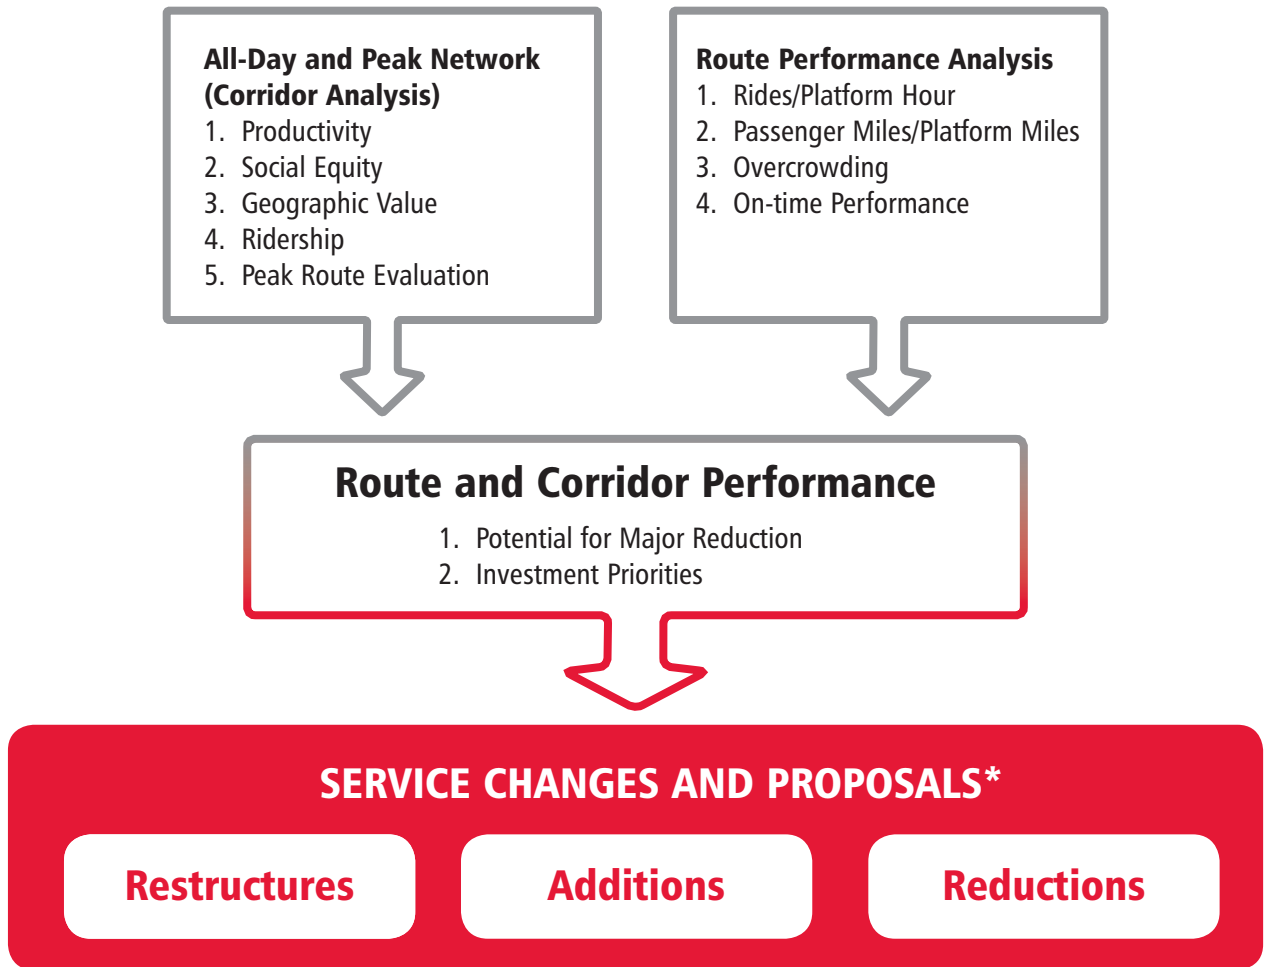 All-Day and Peak Network
(Corridor Analysis)
1. Productivity
2. Social Equity
3. Geographic Value
4. Ridership
5. Peak Route Evaluation
Route Performance Analysis
1. Rides/Platform Hour
2. Passenger Miles/Platform Miles
3. Overcrowding
4. On-time Performance
Route and Corridor Performance
1. Potential for Major Reduction
2. Investment Priorities
SERVICE CHANGES AND PROPOSALS*
Restructures
Additions
Reductions